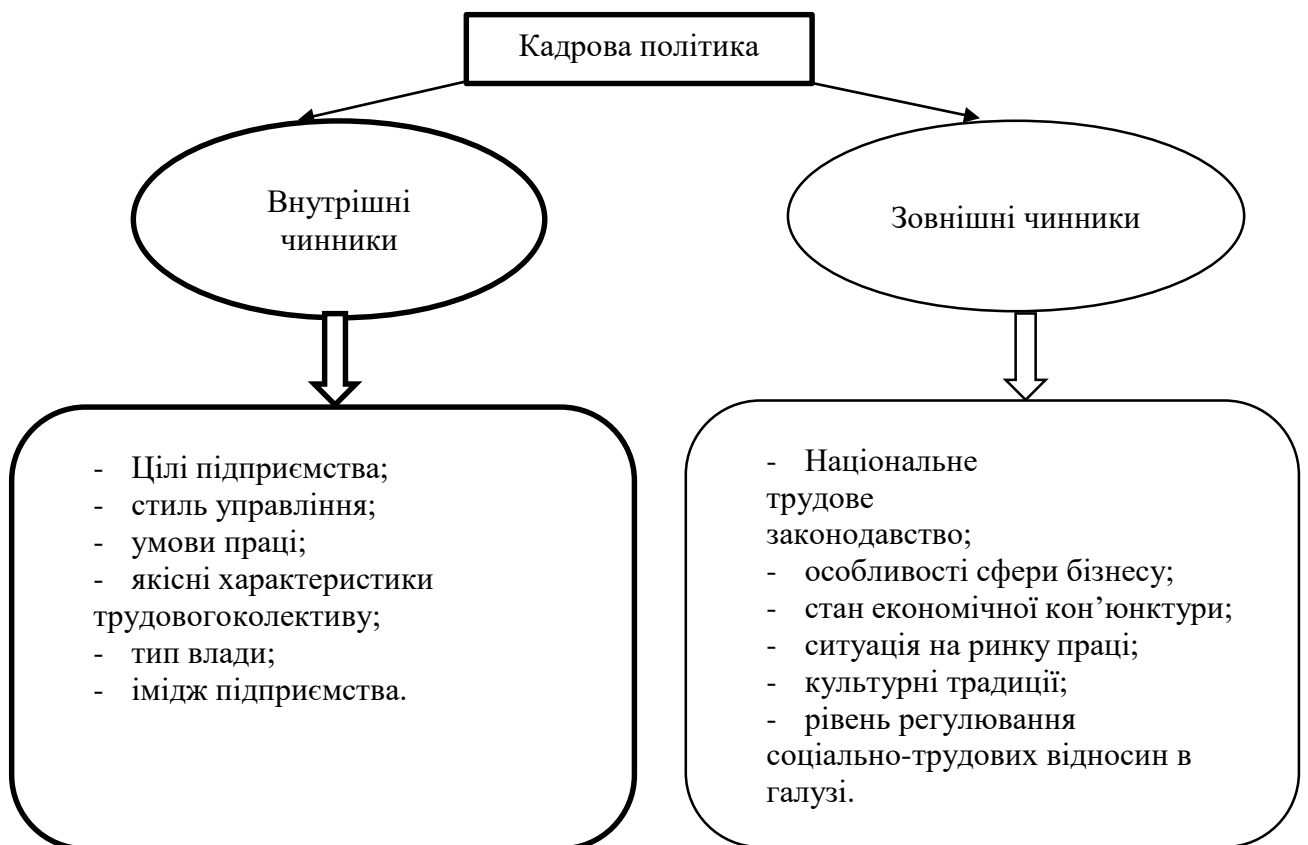 Кадрова політика
Внутрішні
чинники
Зовнішні чинники
- Цілі підприємства;
- стиль управління;
- умови праці;
- якісні характеристики
трудовогоколективу;
- тип влади;
- імідж підприємства.
- Національне
трудове
законодавство;
- особливості сфери бізнесу;
- стан економічної кон’юнктури;
- ситуація на ринку праці;
- культурні традиції;
- рівень регулювання
соціально-трудових відносин в
галузі.